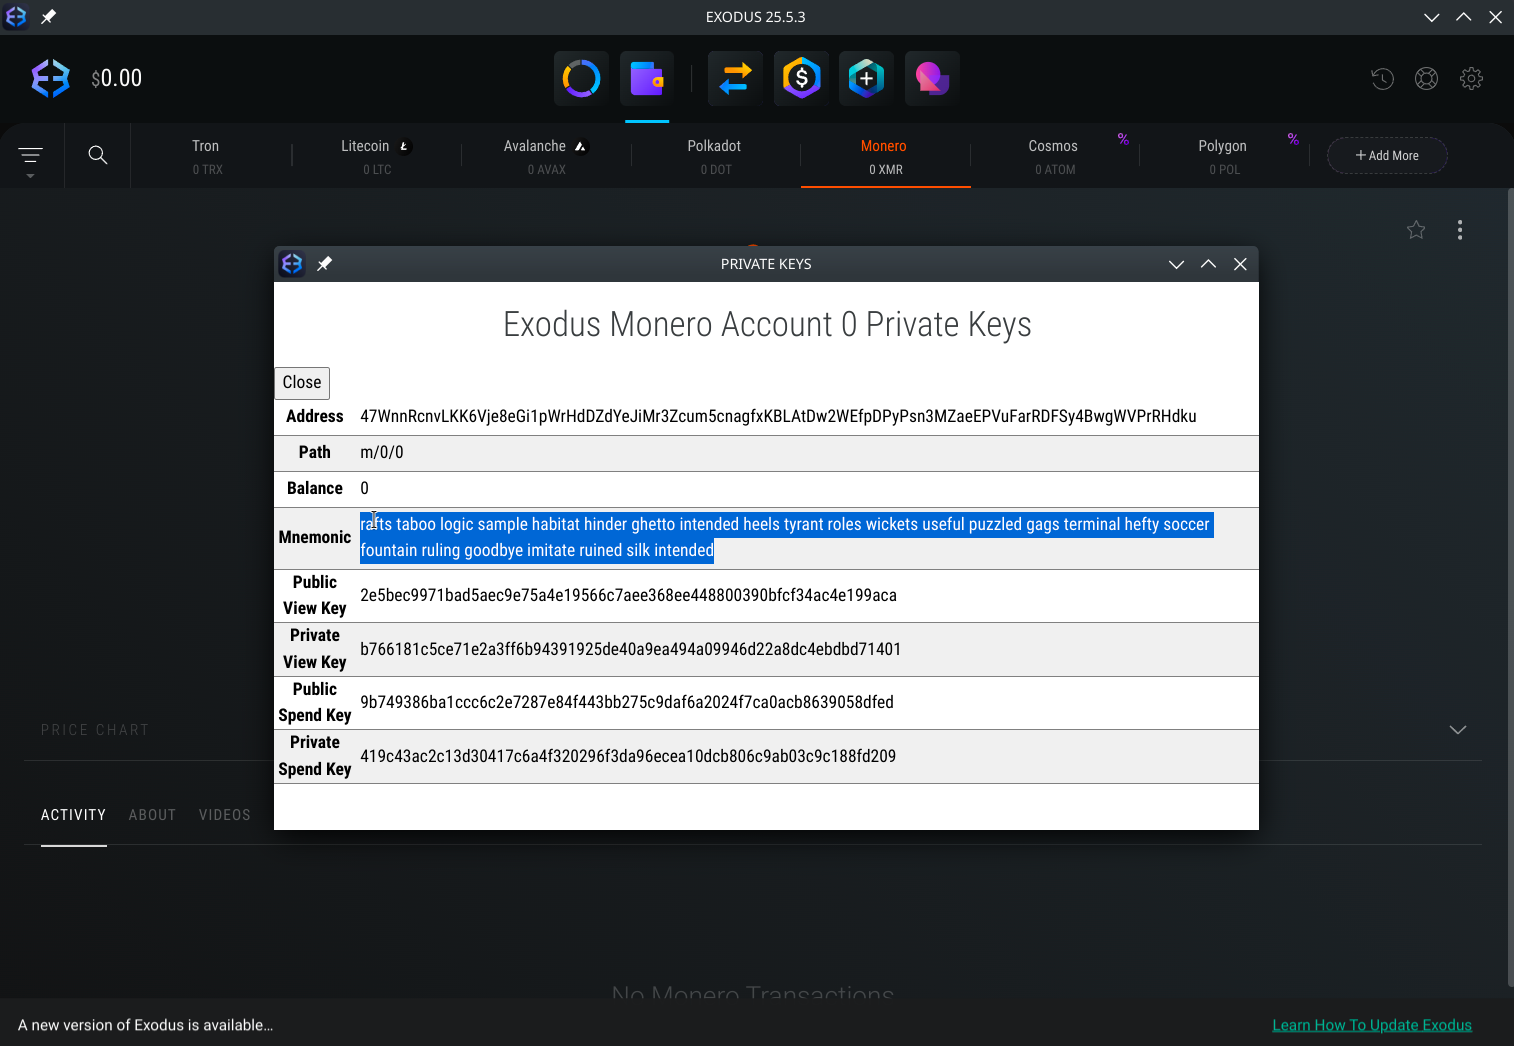 EXODUS 25.5.3
$0.00
Tron
0 TRX
Litecoin
0 LTC
Avalanche
0 AVAX
Polkadot
0 DOT
Monero
0 XMR
Cosmos %
0 ATOM
Polygon %
0 POL
+ Add More
PRIVATE KEYS
Exodus Monero Account 0 Private Keys
Close
Address 47WnnRcnvLKK6Vje8eGi1pWrHdDZdYeJiMr3Zcum5cnagfxKBLAtDw2WEfpDPyPsn3MZaeEPVuFarRDFSy4BwgWVPrRHdku
Path m/0/0
Balance 0
Mnemonic rafts taboo logic sample habitat hinder ghetto intended heels tyrant roles wickets useful puzzled gags terminal hefty soccer
fountain ruling goodbye imitate ruined silk intended
Public
View Key 2e5bec9971bad5aec9e75a4e19566c7aee368ee448800390bfcf34ac4e199aca
Private
View Key b766181c5ce71e2a3ff6b94391925de40a9ea494a09946d22a8dc4ebdbd71401
Public
Spend Key 9b749386ba1ccc6c2e7287e84f443bb275c9daf6a2024f7ca0acb8639058dfed
Private
Spend Key 419c43ac2c13d30417c6a4f320296f3da96ecea10dcb806c9ab03c9c188fd209
PRICE CHART
ACTIVITY ABOUT VIDEOS
No Monero Transactions
A new version of Exodus is available...
Learn How To Update Exodus